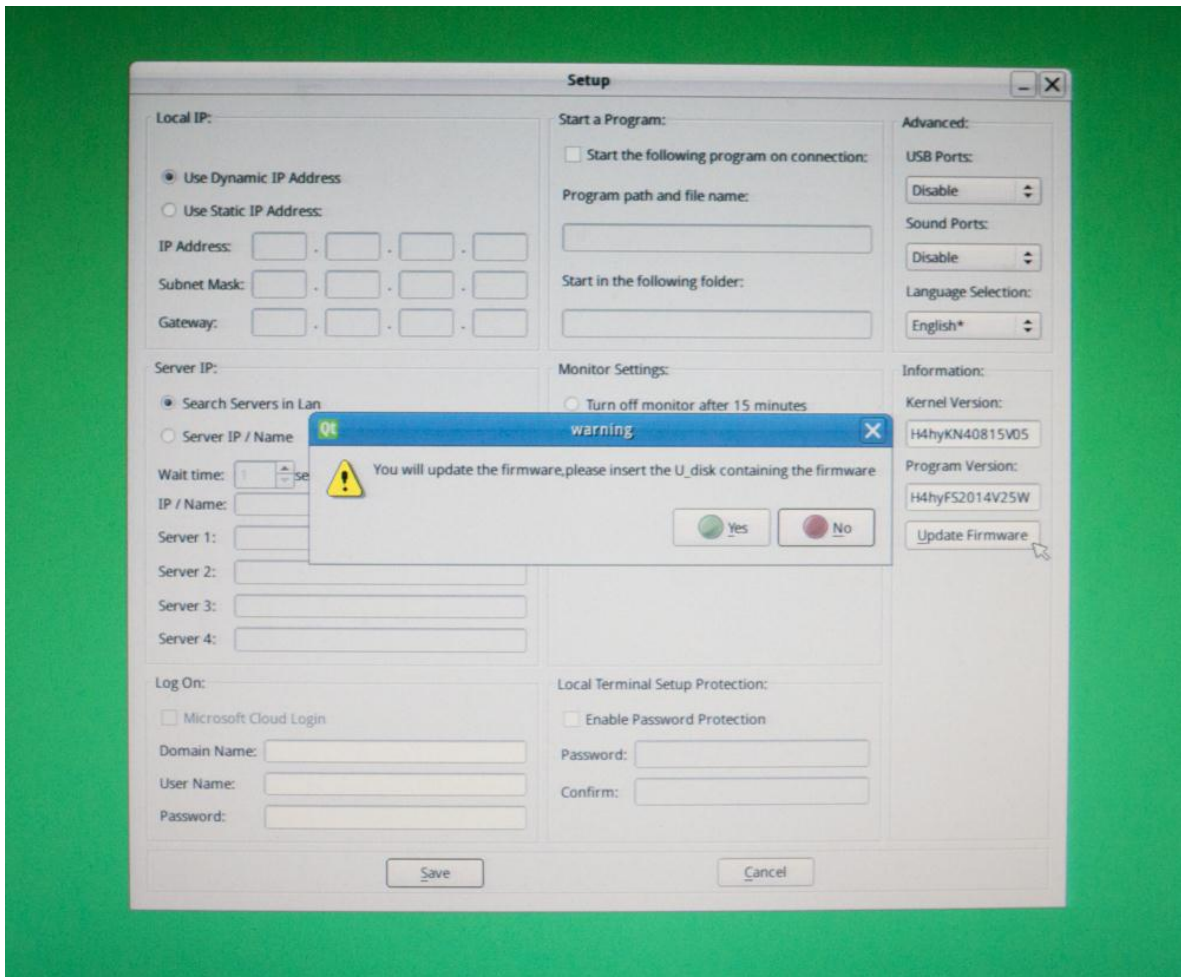 Setup
Local IP:
Use Dynamic IP Address
Use Static IP Address:
IP Address:
Subnet Mask:
Gateway:
Start a Program:
Start the following program on connection:
Program path and file name:
Start in the following folder:
Advanced:
USB Ports:
Disable
Sound Ports:
Disable
Language Selection:
English*
Server IP:
Search Servers in Lan
Server IP / Name
Wait time: 1 se
IP / Name:
Server 1:
Server 2:
Server 3:
Server 4:
Monitor Settings:
Turn off monitor after 15 minutes
Qt warning
You will update the firmware,please insert the U_disk containing the firmware
Yes No
Information:
Kernel Version:
H4hyKN40815V05
Program Version:
H4hyFS2014V25W
Update Firmware
Log On:
Microsoft Cloud Login
Domain Name:
User Name:
Password:
Local Terminal Setup Protection:
Enable Password Protection
Password:
Confirm:
Save Cancel